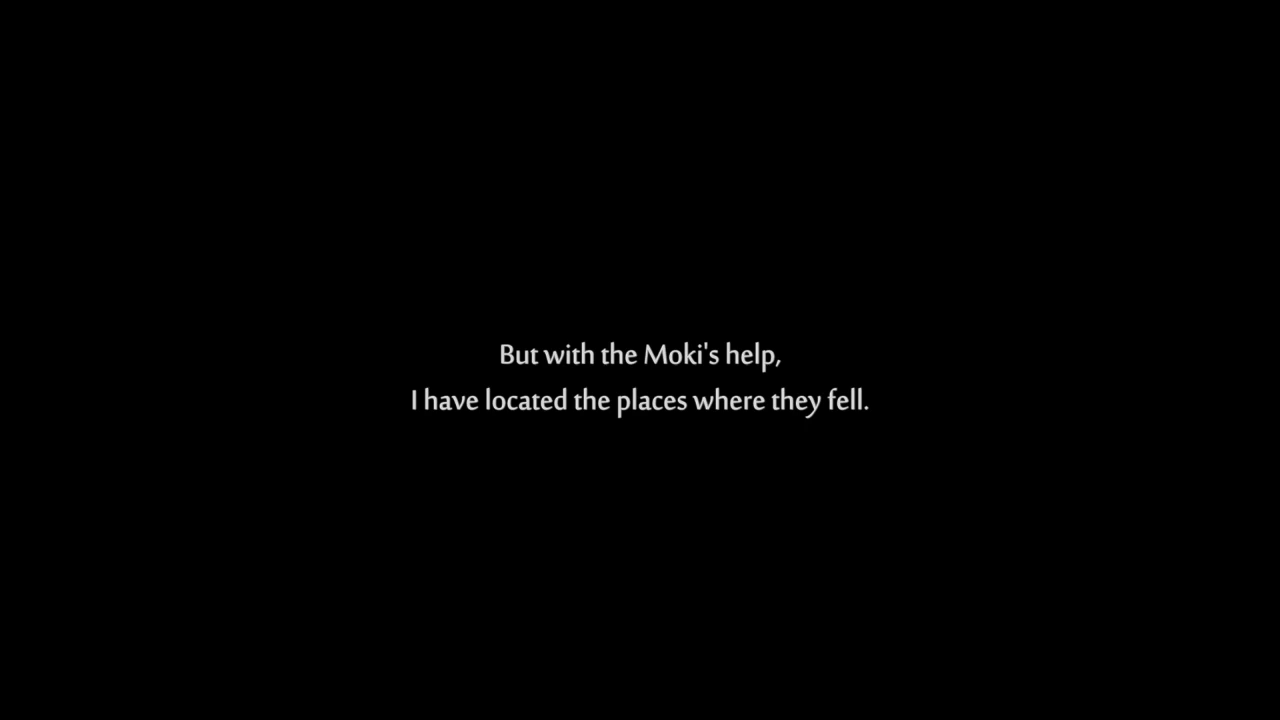 But with the Moki's help,
I have located the places where they fell.